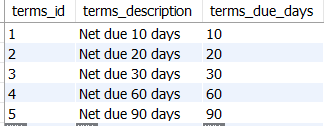 terms_id terms_description terms_due_days
1 Net due 10 days 10
2 Net due 20 days 20
3 Net due 30 days 30
4 Net due 60 days 60
5 Net due 90 days 90